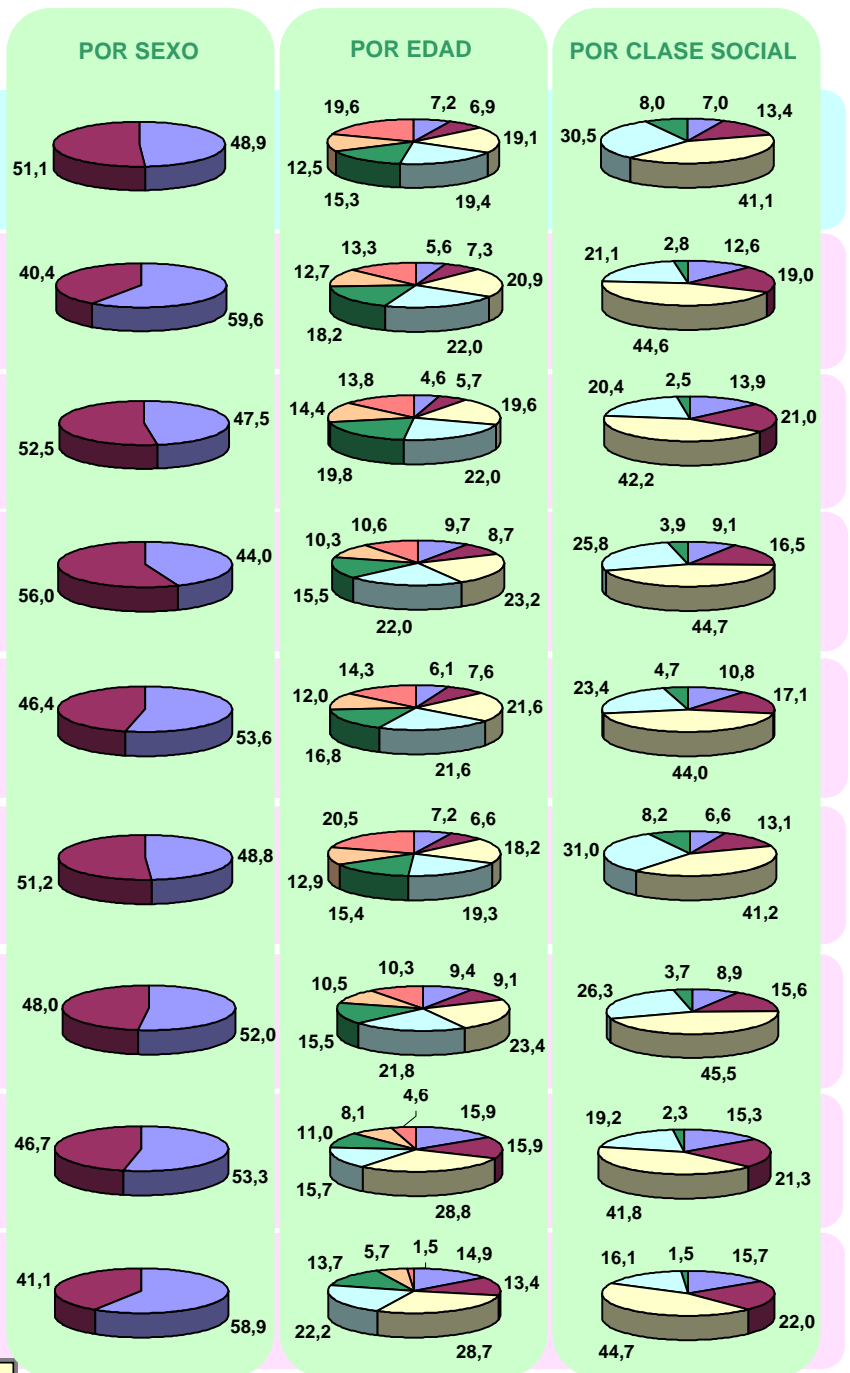 POR SEXO POR EDAD POR CLASE SOCIAL
19,6 7,2 6,9 8,0 7,0 13,4
51,1 48,9 12,5 19,1 30,5
15,3 19,4 41,1
40,4 13,3 5,6 7,3 21,1 2,8 12,6
12,7 20,9 19,0
59,6 18,2 22,0 44,6
13,8 4,6 5,7 20,4 2,5 13,9
52,5 47,5 14,4 19,6 21,0
19,8 22,0 42,2
10,3 10,6 9,7 8,7 25,8 3,9 9,1 16,5
56,0 44,0 15,5 22,0 23,2 44,7
46,4 14,3 6,1 7,6 23,4 4,7 10,8 17,1
12,0 21,6
53,6 16,8 21,6 44,0
20,5 7,2 6,6 8,2 6,6 13,1
51,2 48,8 12,9 18,2 31,0
15,4 19,3 41,2
48,0 10,5 10,3 9,4 9,1 26,3 3,7 8,9 15,6
52,0 15,5 21,8 23,4 45,5
46,7 11,0 8,1 4,6 15,9 15,9 19,2 2,3 15,3
53,3 15,7 28,8 41,8 21,3
41,1 13,7 5,7 1,5 14,9 13,4 16,1 1,5 15,7
58,9 22,2 28,7 44,7 22,0